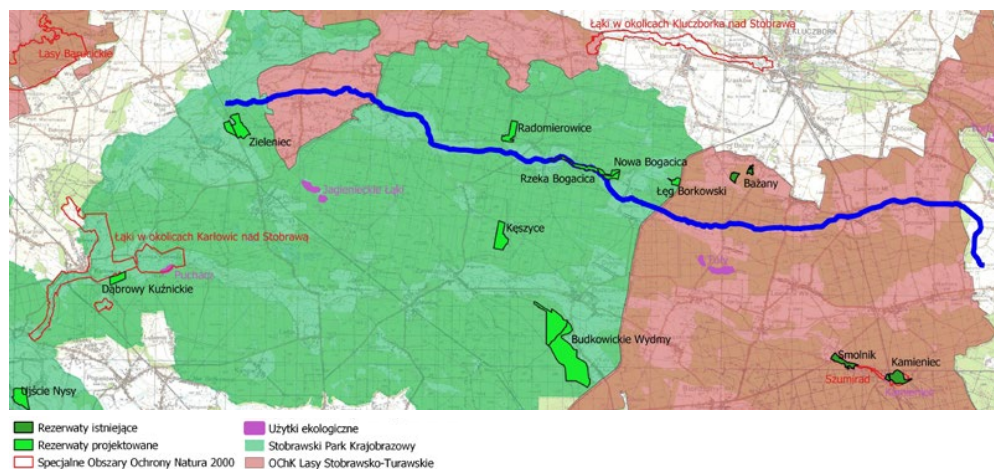 Łąki w okolicach Kluczborka nad Stobrawą
KLUCZBORK
Lasy Barucickie
Zieleniec
Radomierowice
Nowa Bogacica
Rzeka Bogacica
Łęg Borkowski
Bażany
Jagienieckie Łąki
Kęszyce
Łąki w okolicach Karłowic nad Stobrawą
Puchacz
Dąbrowy Kuźnickie
Budkowickie Wydmy
Smolnik
Kamieniec
Szumirad
Ujście Nysy
Rezerwaty istniejące
Użytki ekologiczne
Rezerwaty projektowane
Stobrawski Park Krajobrazowy
Specjalne Obszary Ochrony Natura 2000
OChK Lasy Stobrawsko-Turawskie